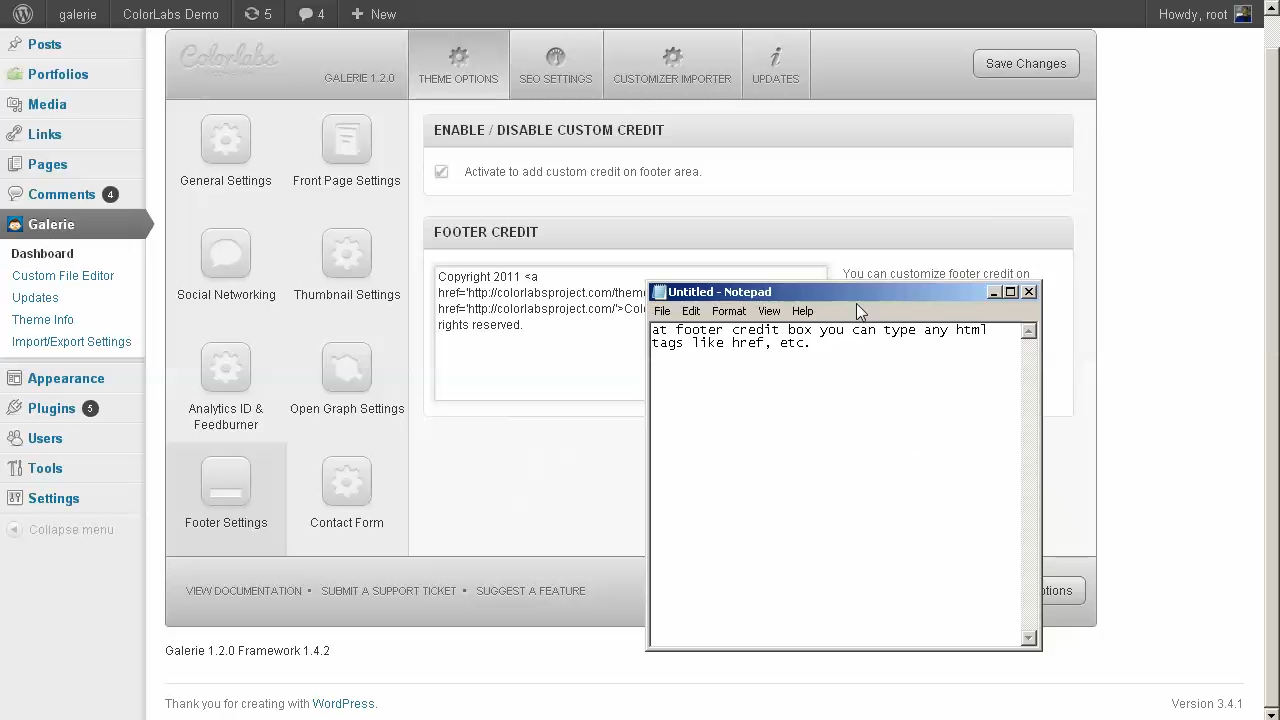 galerie
ColorLabs Demo
5
4
New
Howdy, root
Posts
Portfolios
Media
Links
Pages
Comments 4
Galerie
Dashboard
Custom File Editor
Updates
Theme Info
Import/Export Settings
Appearance
Plugins 5
Users
Tools
Settings
Collapse menu
Colorlabs
GALERIE 1.2.0
THEME OPTIONS
SEO SETTINGS
CUSTOMIZER IMPORTER
UPDATES
Save Changes
General Settings
Front Page Settings
Social Networking
Thumbnail Settings
Analytics ID &
Feedburner
Open Graph Settings
Footer Settings
Contact Form
ENABLE / DISABLE CUSTOM CREDIT
Activate to add custom credit on footer area.
FOOTER CREDIT
Copyright 2011 <a
href='http://colorlabsproject.com/them
href='http://colorlabsproject.com/'>Col
rights reserved.
You can customize footer credit on
Untitled - Notepad
File Edit Format View Help
at footer credit box you can type any html
tags like href, etc.
VIEW DOCUMENTATION • SUBMIT A SUPPORT TICKET • SUGGEST A FEATURE
ptions
Galerie 1.2.0 Framework 1.4.2
Thank you for creating with WordPress.
Version 3.4.1